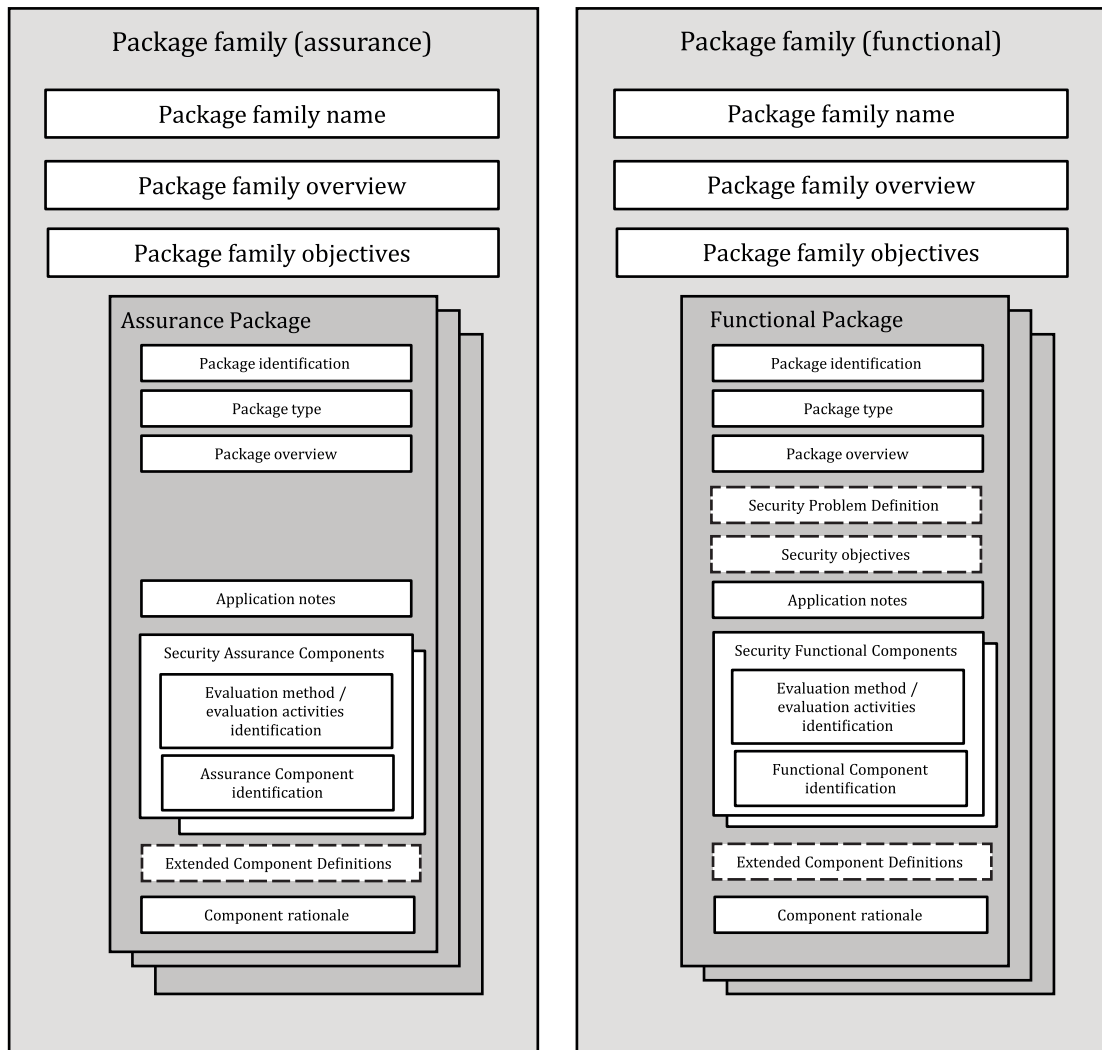 Package family (assurance)
Package family name
Package family overview
Package family objectives
Assurance Package
Package identification
Package type
Package overview
Application notes
Security Assurance Components
Evaluation method /
evaluation activities
identification
Assurance Component
identification
Extended Component Definitions
Component rationale
Package family (functional)
Package family name
Package family overview
Package family objectives
Functional Package
Package identification
Package type
Package overview
Security Problem Definition
Security objectives
Application notes
Security Functional Components
Evaluation method /
evaluation activities
identification
Functional Component
identification
Extended Component Definitions
Component rationale